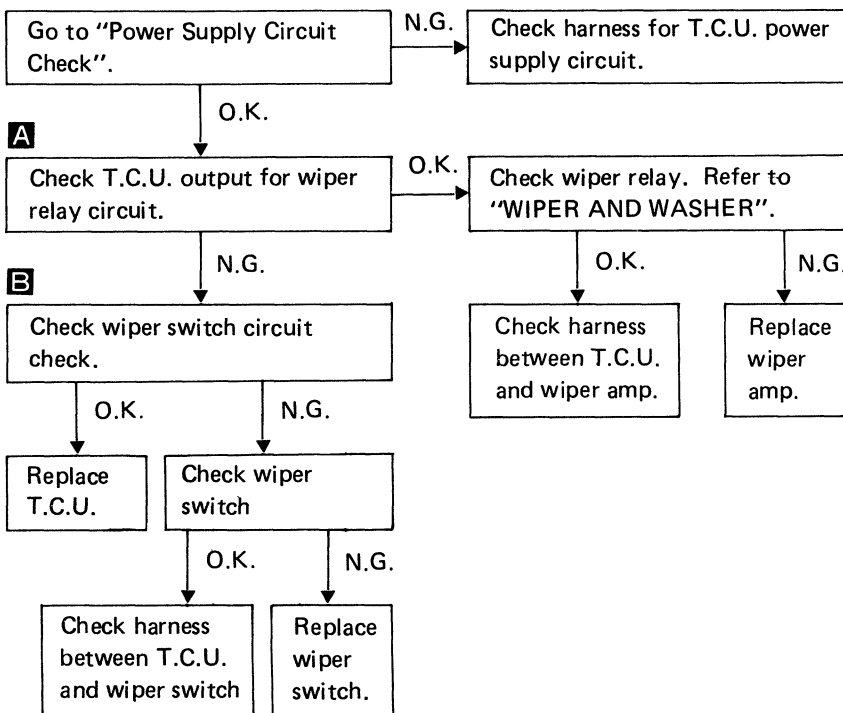 Go to “Power Supply Circuit
Check”.
N.G.
Check harness for T.C.U. power
supply circuit.
O.K.
A
Check T.C.U. output for wiper
relay circuit.
O.K.
Check wiper relay. Refer to
“WIPER AND WASHER”.
N.G.
O.K.
N.G.
B
Check wiper switch circuit
check.
Check harness
between T.C.U.
and wiper amp.
Replace
wiper
amp.
O.K.
N.G.
Replace
T.C.U.
Check wiper
switch
O.K.
N.G.
Check harness
between T.C.U.
and wiper switch
Replace
wiper
switch.